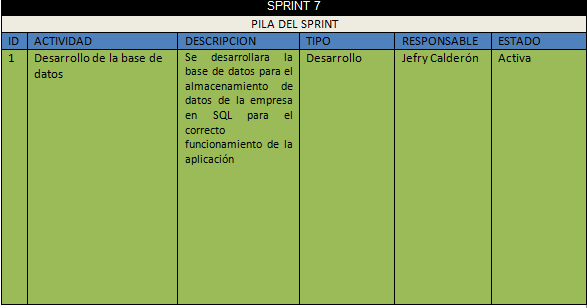 SPRINT 7
PILA DEL SPRINT
ID ACTIVIDAD DESCRIPCION TIPO RESPONSABLE ESTADO
1 Desarrollo de la base de datos
Se desarrollara la
base de datos para el
almacenamiento de
datos de la empresa
en SQL para el
correcto
funcionamiento de la
aplicación
Desarrollo
Jefry Calderón
Activa